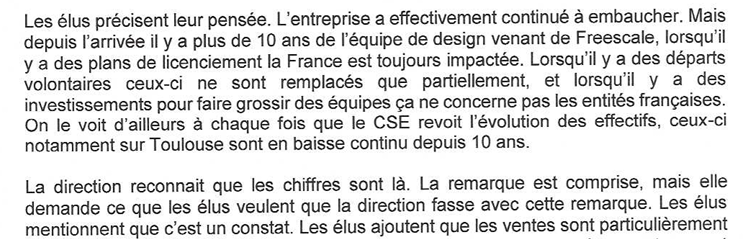 Les élus précisent leur pensée. L'entreprise a effectivement continué à embaucher. Mais
depuis l'arrivée il y a plus de 10 ans de l'équipe de design venant de Freescale, lorsqu'il
y a des plans de licenciement la France est toujours impactée. Lorsqu'il y a des départs
volontaires ceux-ci ne sont remplacés que partiellement, et lorsqu'il y a des
investissements pour faire grossir des équipes ça ne concerne pas les entités françaises.
On le voit d'ailleurs à chaque fois que le CSE revoit l'évolution des effectifs, ceux-ci
notamment sur Toulouse sont en baisse continu depuis 10 ans.

La direction reconnait que les chiffres sont là. La remarque est comprise, mais elle
demande ce que les élus veulent que la direction fasse avec cette remarque. Les élus
mentionnent que c'est un constat. Les élus ajoutent que les ventes sont particulièrement